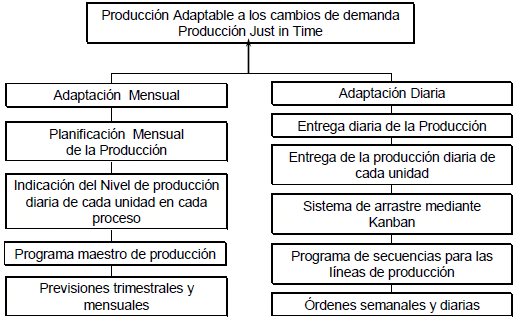 Producción Adaptable a los cambios de demanda
Producción Just in Time
Adaptación Mensual
Planificación Mensual
de la Producción
Indicación del Nivel de producción
diaria de cada unidad en cada
proceso
Programa maestro de producción
Previsiones trimestrales y
mensuales
Adaptación Diaria
Entrega diaria de la Producción
Entrega de la producción diaria de
cada unidad
Sistema de arrastre mediante
Kanban
Programa de secuencias para las
líneas de producción
Órdenes semanales y diarias